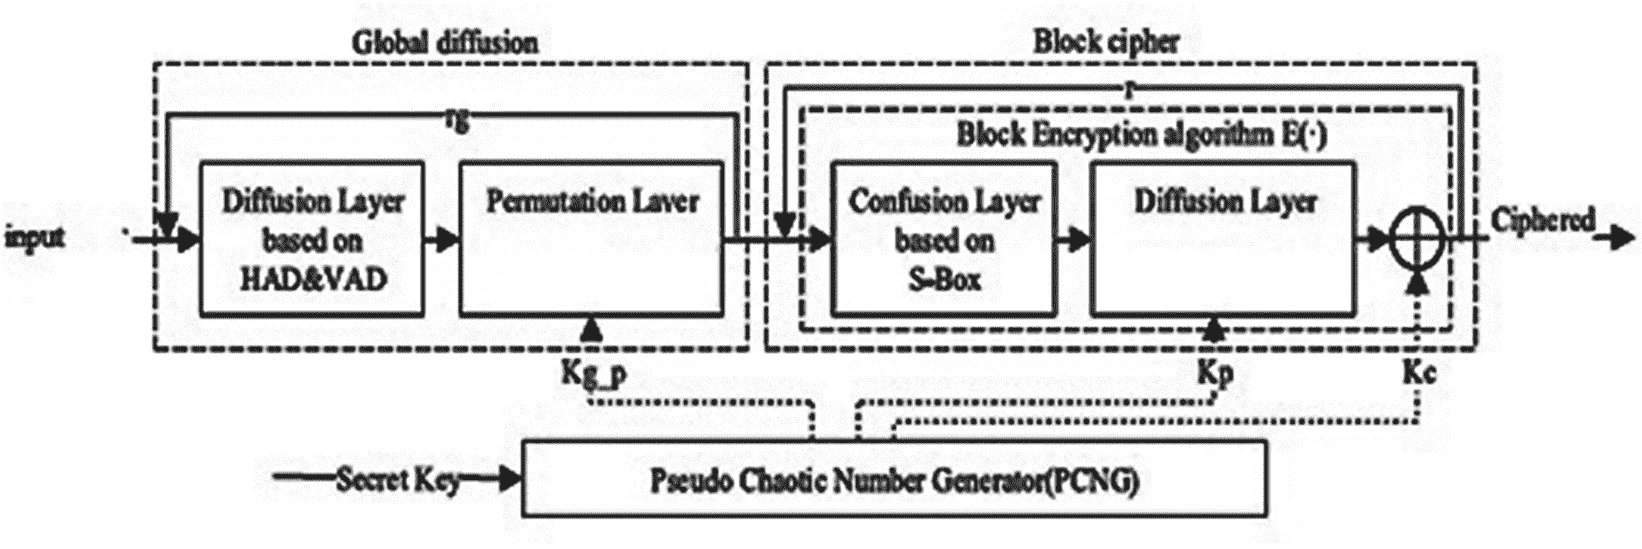 Global diffusion
Block cipher
rg
r
Block Encryption algorithm E(·)
Diffusion Layer
based on
HAD&VAD
Permutation Layer
Confusion Layer
based on
S-Box
Diffusion Layer
input
Ciphered
Kg_p
Kp
Kc
Secret Key
Pseudo Chaotic Number Generator(PCNG)